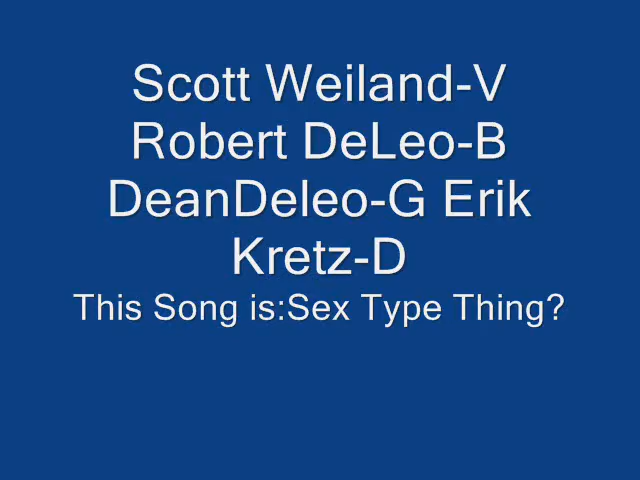 Scott Weiland-V
Robert DeLeo-B
DeanDeleo-G Erik
Kretz-D
This Song is:Sex Type Thing?